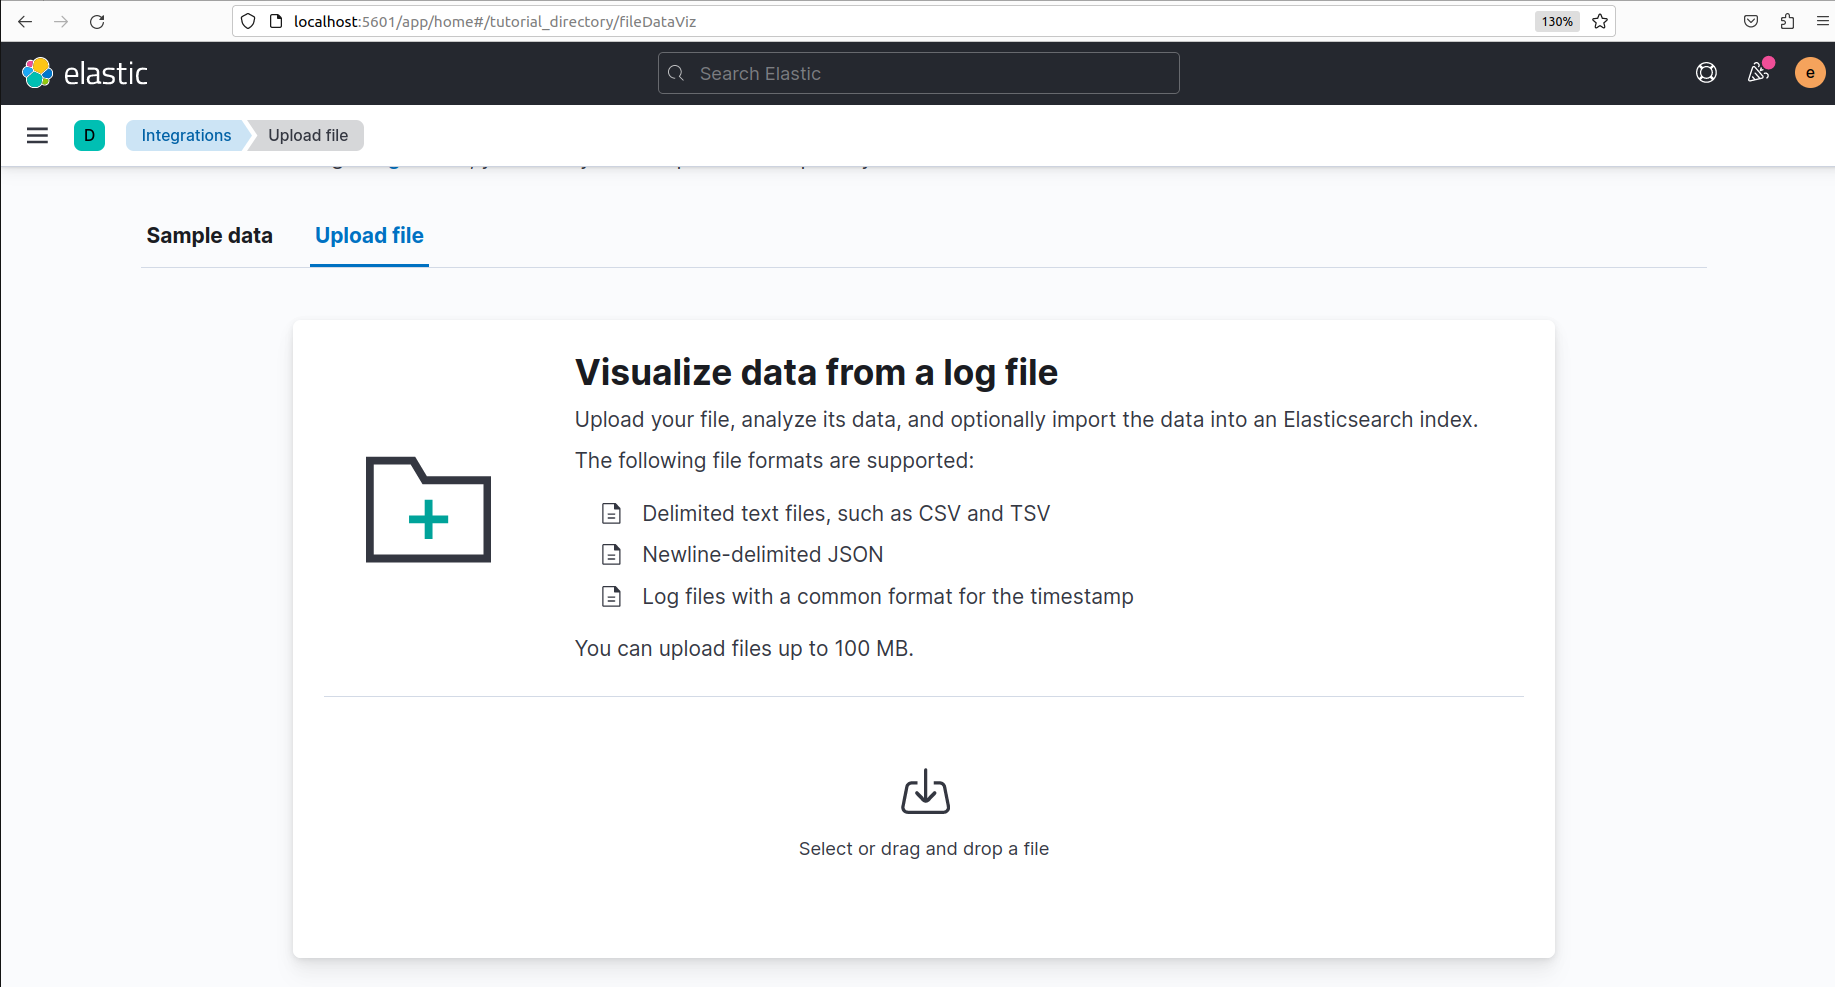 localhost:5601/app/home#/tutorial_directory/fileDataViz
130%
elastic
Search Elastic
e
D
Integrations
Upload file
Sample data
Upload file
Visualize data from a log file
Upload your file, analyze its data, and optionally import the data into an Elasticsearch index.
The following file formats are supported:
Delimited text files, such as CSV and TSV
Newline-delimited JSON
Log files with a common format for the timestamp
You can upload files up to 100 MB.
Select or drag and drop a file